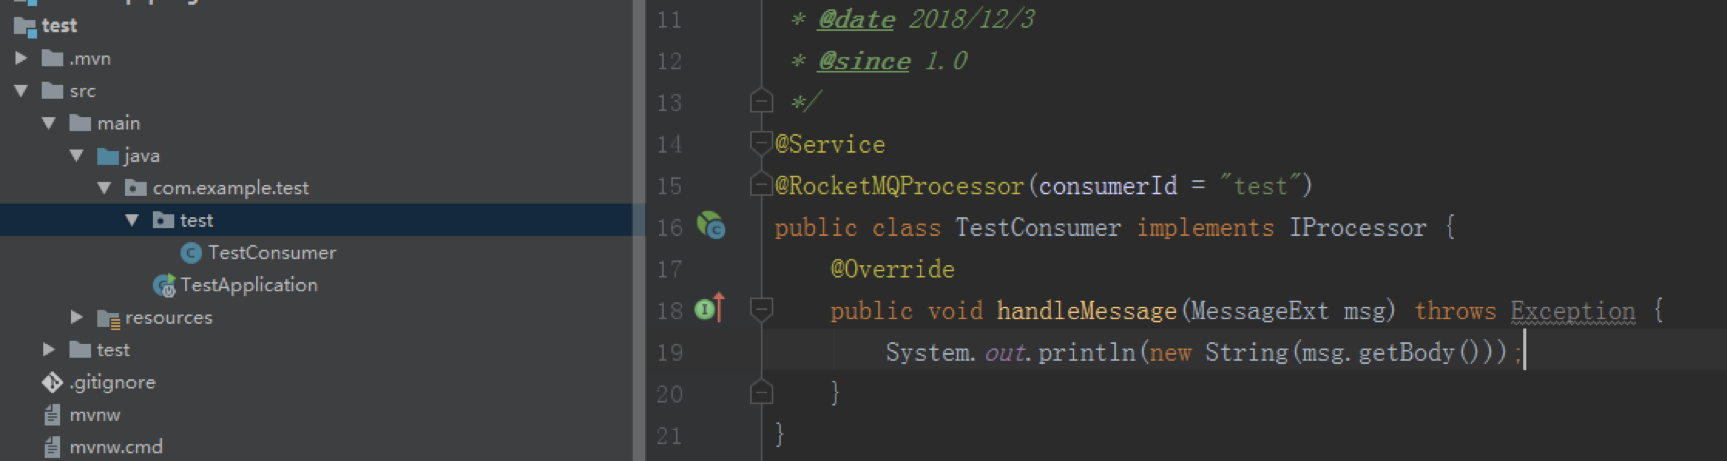 test
.mvn
src
main
java
com.example.test
test
TestConsumer
TestApplication
resources
test
.gitignore
mvnw
mvnw.cmd
11 * @date 2018/12/3
12 * @since 1.0
13 */
14 @Service
15 @RocketMQProcessor(consumerId = "test")
16 public class TestConsumer implements IProcessor {
17 @Override
18 public void handleMessage(MessageExt msg) throws Exception {
19 System.out.println(new String(msg.getBody()));
20 }
21 }